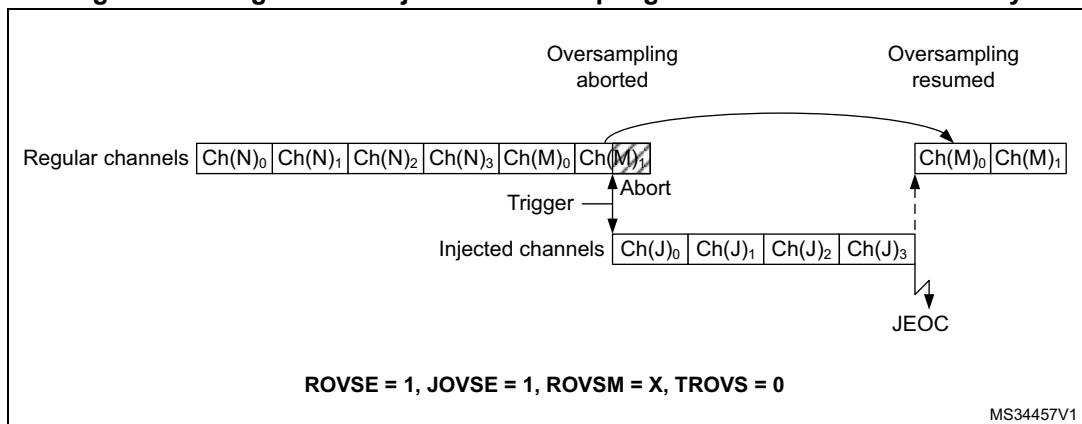 Oversampling aborted
Oversampling resumed
Regular channels Ch(N)₀ Ch(N)₁ Ch(N)₂ Ch(N)₃ Ch(M)₀ Ch(M)₁ Ch(M)₀ Ch(M)₁
Abort
Trigger
Injected channels Ch(J)₀ Ch(J)₁ Ch(J)₂ Ch(J)₃
JEOC
ROVSE = 1, JOVSE = 1, ROVSM = X, TROVS = 0
MS34457V1